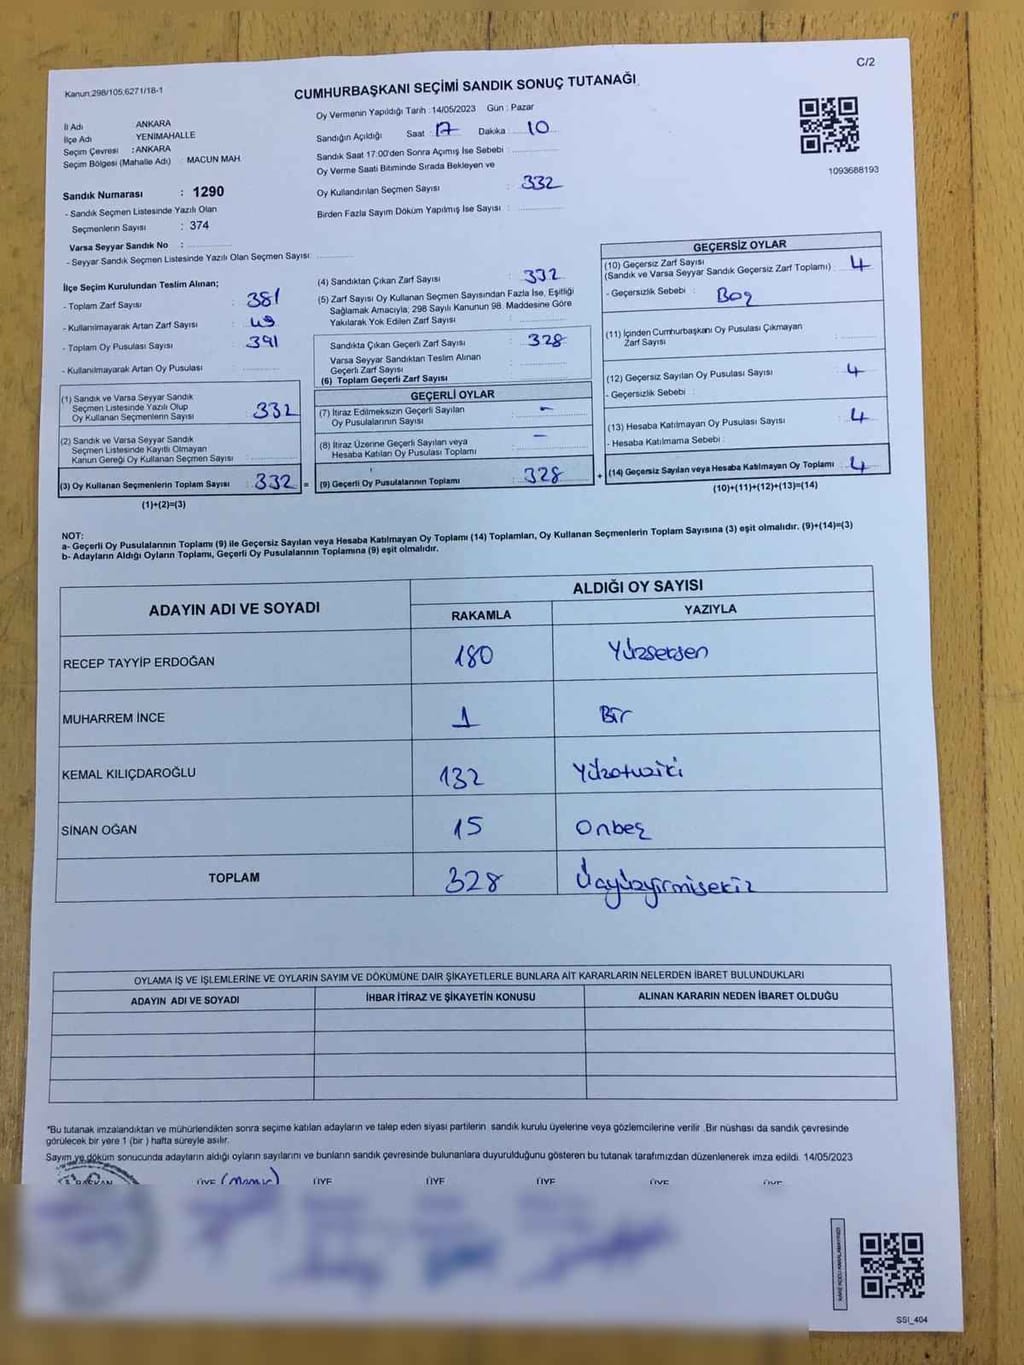 Kanun:298/105;6271/18-1
C/2
CUMHURBAŞKANI SEÇİMİ SANDIK SONUÇ TUTANAĞI
İl Adı : ANKARA
İlçe Adı : YENİMAHALLE
Seçim Çevresi : ANKARA
Seçim Bölgesi (Mahalle Adı) : MACUN MAH
Sandık Numarası : 1290
- Sandık Seçmen Listesinde Yazılı Olan
Seçmenlerin Sayısı : 374
Varsa Seyyar Sandık No :
- Seyyar Sandık Seçmen Listesinde Yazılı Olan Seçmen Sayısı:
Oy Vermenin Yapıldığı Tarih : 14/05/2023 Gün : Pazar
Sandığın Açıldığı Saat : 17 Dakika 10
Sandık Saat 17:00'den Sonra Açımış İse Sebebi :
Oy Verme Saati Bitiminde Sırada Bekleyen ve
Oy Kullandırılan Seçmen Sayısı : 332
Birden Fazla Sayım Döküm Yapılmış İse Sayısı :
1093688193
İlçe Seçim Kurulundan Teslim Alınan;
- Toplam Zarf Sayısı : 381
- Kullanılmayarak Artan Zarf Sayısı : 49
- Toplam Oy Pusulası Sayısı : 391
- Kullanılmayarak Artan Oy Pusulası :
(1) Sandık ve Varsa Seyyar Sandık
Seçmen Listesinde Yazılı Olup
Oy Kullanan Seçmenlerin Sayısı : 332
(2) Sandık ve Varsa Seyyar Sandık
Seçmen Listesinde Kayıtlı Olmayan
Kanun Gereği Oy Kullanan Seçmen Sayısı :
(3) Oy Kullanan Seçmenlerin Toplam Sayısı : 332 =
(1)+(2)=(3)
(4) Sandıktan Çıkan Zarf Sayısı : 332
(5) Zarf Sayısı Oy Kullanan Seçmen Sayısından Fazla İse, Eşitliği
Sağlamak Amacıyla; 298 Sayılı Kanunun 98. Maddesine Göre
Yakılarak Yok Edilen Zarf Sayısı :
Sandıkta Çıkan Geçerli Zarf Sayısı : 328
Varsa Seyyar Sandıktan Teslim Alınan
Geçerli Zarf Sayısı :
(6) Toplam Geçerli Zarf Sayısı :
GEÇERLİ OYLAR
(7) İtiraz Edilmeksizin Geçerli Sayılan
Oy Pusulalarının Sayısı : -
(8) İtiraz Üzerine Geçerli Sayılan veya
Hesaba Katılan Oy Pusulası Toplamı : -
(9) Geçerli Oy Pusulalarının Toplamı : 328 +
GEÇERSİZ OYLAR
(10) Geçersiz Zarf Sayısı
(Sandık ve Varsa Seyyar Sandık Geçersiz Zarf Toplamı) : 4
- Geçersizlik Sebebi : Boş
(11) İçinden Cumhurbaşkanı Oy Pusulası Çıkmayan
Zarf Sayısı :
(12) Geçersiz Sayılan Oy Pusulası Sayısı : 4
- Geçersizlik Sebebi :
(13) Hesaba Katılmayan Oy Pusulası Sayısı : 4
- Hesaba Katılmama Sebebi :
(14) Geçersiz Sayılan veya Hesaba Katılmayan Oy Toplamı : 4
(10)+(11)+(12)+(13)=(14)
NOT:
a- Geçerli Oy Pusulalarının Toplamı (9) ile Geçersiz Sayılan veya Hesaba Katılmayan Oy Toplamı (14) Toplamları, Oy Kullanan Seçmenlerin Toplam Sayısına (3) eşit olmalıdır. (9)+(14)=(3)
b- Adayların Aldığı Oyların Toplamı, Geçerli Oy Pusulalarının Toplamına (9) eşit olmalıdır.
ADAYIN ADI VE SOYADI ALDIĞI OY SAYISI
RAKAMLA YAZIYLA
RECEP TAYYİP ERDOĞAN 180 Yüzseksen
MUHARREM İNCE 1 Bir
KEMAL KILIÇDAROĞLU 132 Yüzotuziki
SİNAN OĞAN 15 Onbeş
TOPLAM 328 Üçyüzyirmisekiz
OYLAMA İŞ VE İŞLEMLERİNE VE OYLARIN SAYIM VE DÖKÜMÜNE DAİR ŞİKAYETLERLE BUNLARA AİT KARARLARIN NELERDEN İBARET BULUNDUKLARI
ADAYIN ADI VE SOYADI İHBAR İTİRAZ VE ŞİKAYETİN KONUSU ALINAN KARARIN NEDEN İBARET OLDUĞU
*Bu tutanak imzalandıktan ve mühürlendikten sonra seçime katılan adayların ve talep eden siyasi partilerin sandık kurulu üyelerine veya gözlemcilerine verilir. Bir nüshası da sandık çevresinde
görülecek bir yere 1 (bir ) hafta süreyle asılır.
Sayım ve döküm sonucunda adayların aldığı oyların sayılarını ve bunların sandık çevresinde bulunanlara duyurulduğunu gösteren bu tutanak tarafımızdan düzenlenerek imza edildi. 14/05/2023
BAŞKAN ÜYE ÜYE ÜYE ÜYE ÜYE ÜYE
SSİ_404